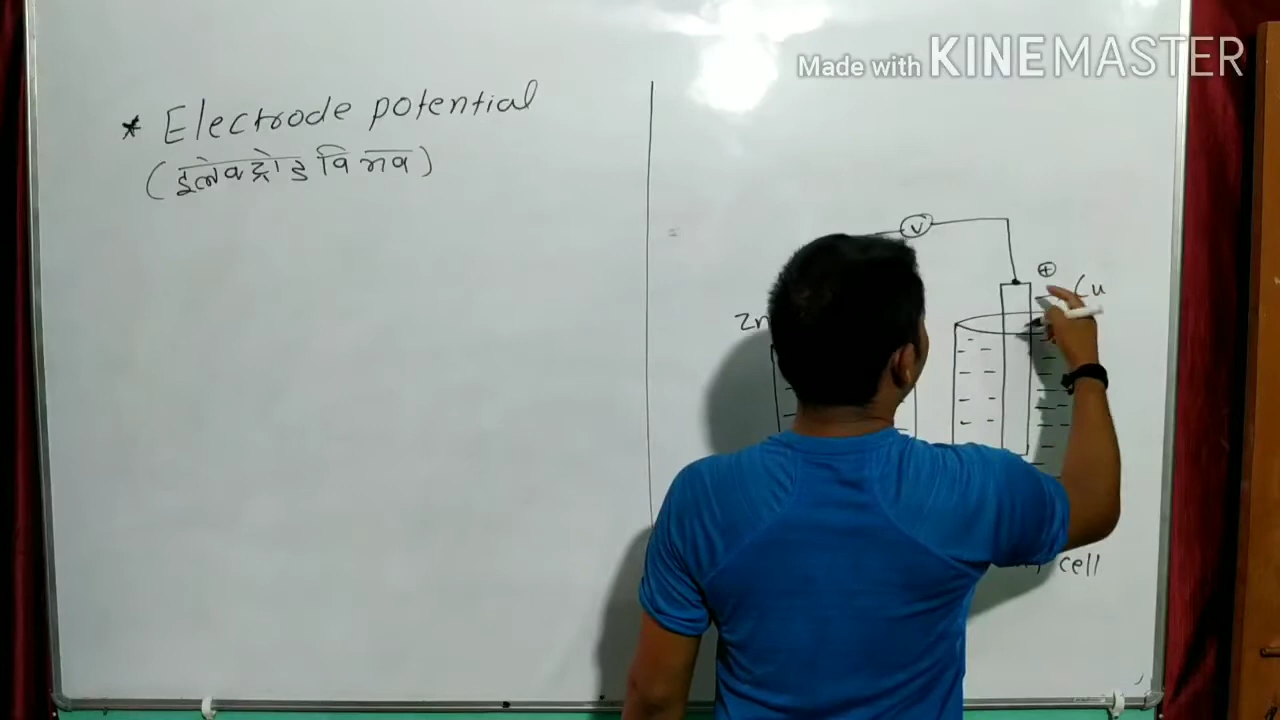 Made with KINEMASTER
* Electrode potential
(इलेक्ट्रोड विभव)
V
⊕
Cu
Zn
cell